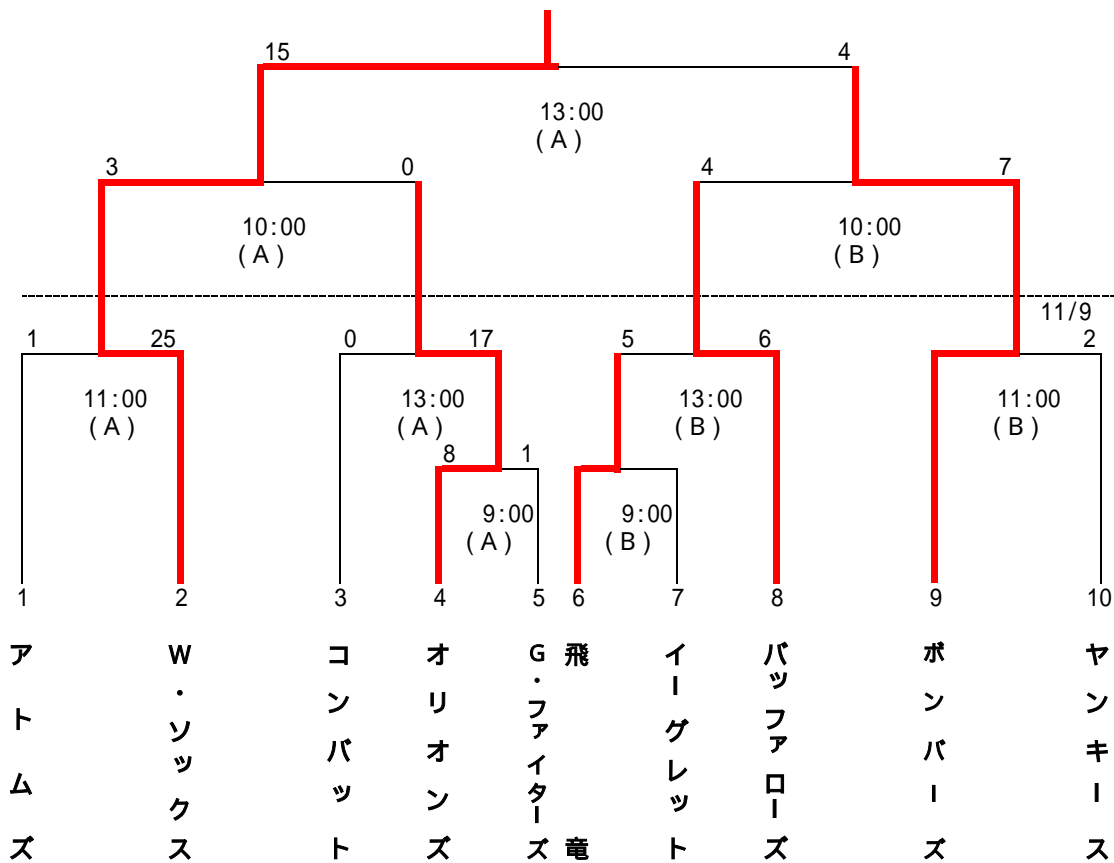 15 4
13:00
(A)
3 0 4 7
10:00 10:00
(A) (B)
11/9
1 25 0 17 5 6 2
11:00 13:00 13:00 11:00
(A) (A) (B) (B)
8 1
9:00 9:00
(A) (B)
1 2 3 4 5 6 7 8 9 10
アトムズ
W・ソックス
コンバット
オリオンズ
G・ファイターズ
飛竜
イーグレット
バッファローズ
ボンバーズ
ヤンキース